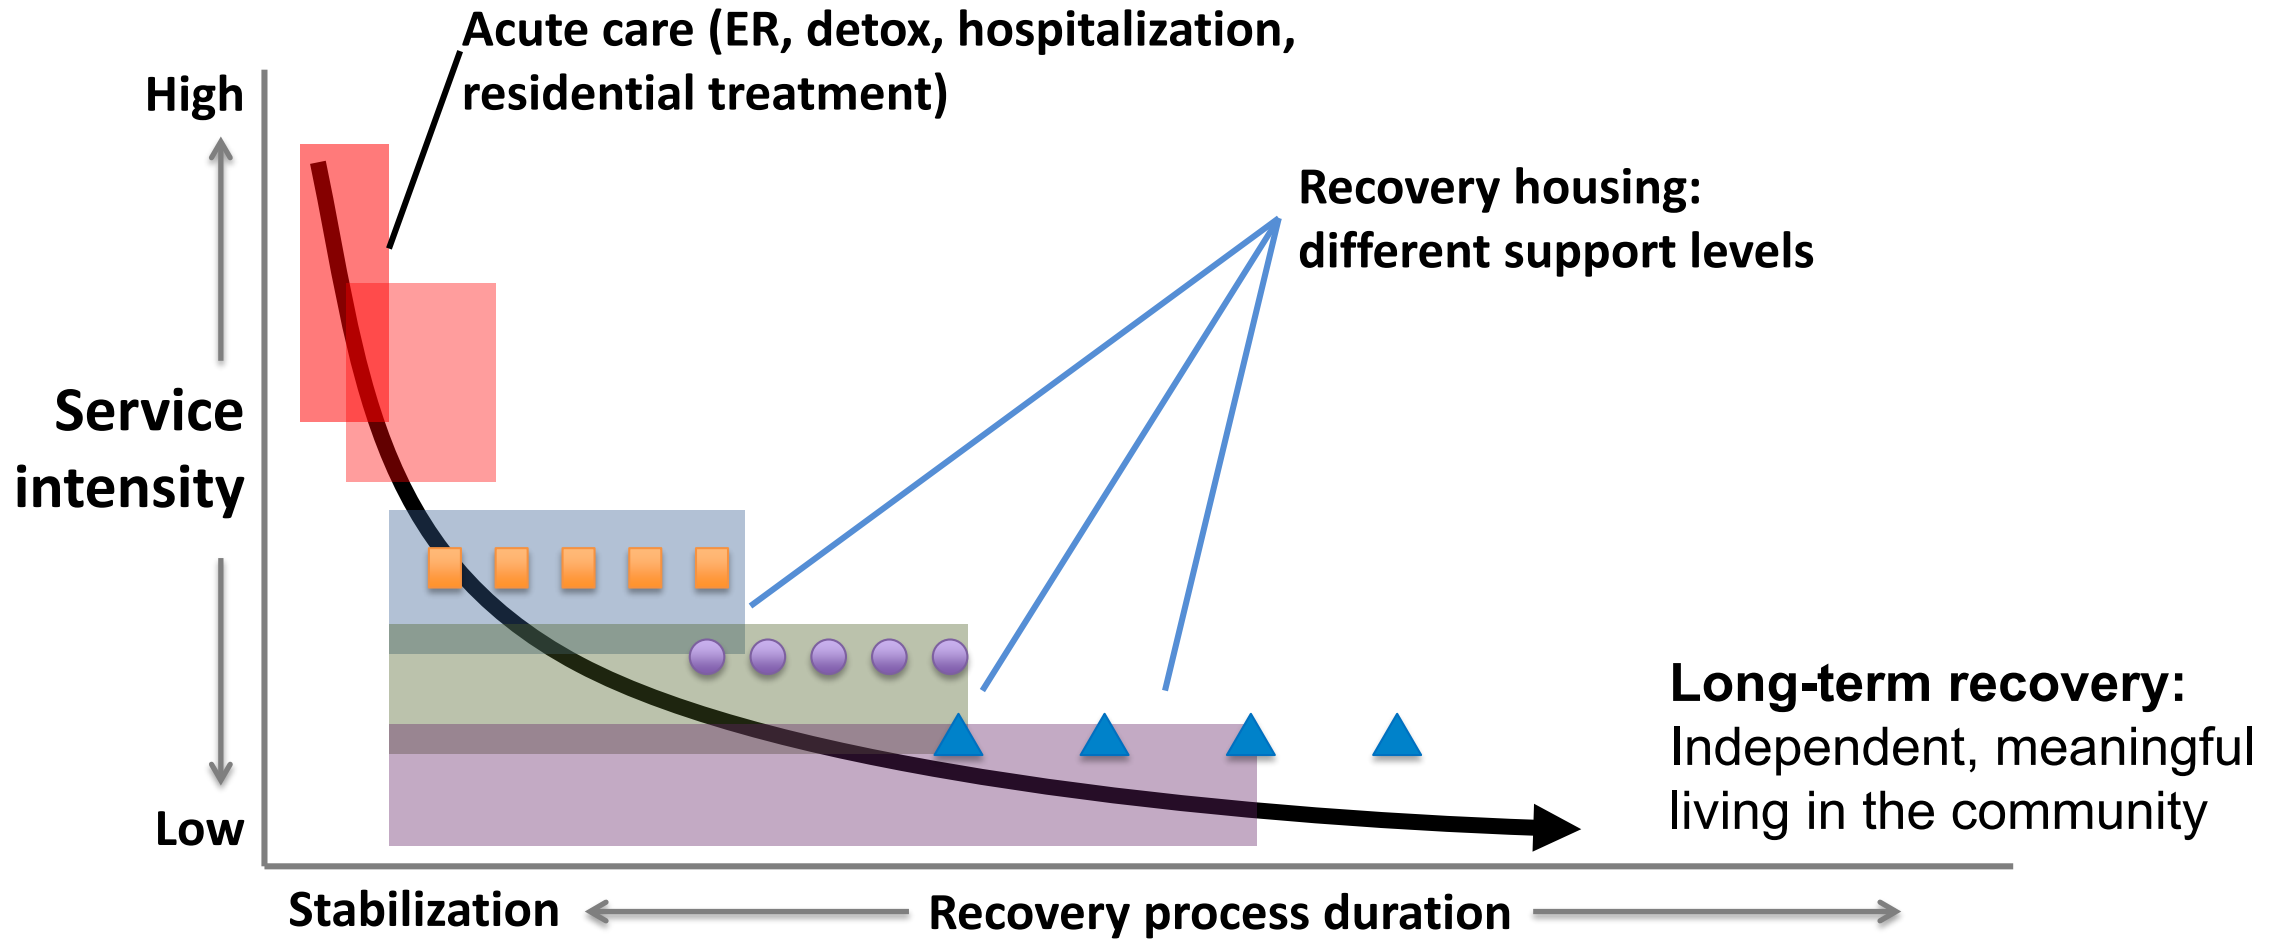 Acute care (ER, detox, hospitalization,
residential treatment)
High
Recovery housing:
different support levels
Service
intensity
Long-term recovery:
Independent, meaningful
living in the community
Low
Stabilization
Recovery process duration